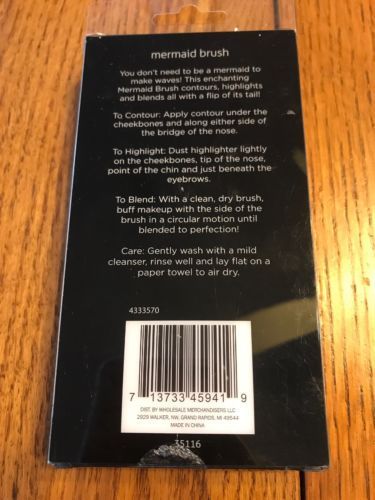 mermaid brush
You don't need to be a mermaid to
make waves! This enchanting
Mermaid Brush contours, highlights
and blends all with a flip of its tail!
To Contour: Apply contour under the
cheekbones and along either side of
the bridge of the nose.
To Highlight: Dust highlighter lightly
on the cheekbones, tip of the nose,
point of the chin and just beneath the
eyebrows.
To Blend: With a clean, dry brush,
buff makeup with the side of the
brush in a circular motion until
blended to perfection!
Care: Gently wash with a mild
cleanser, rinse well and lay flat on a
paper towel to air dry.
4333570
7 13733 45941 9
DIST. BY WHOLESALE MERCHANDISERS LLC
2929 WALKER, NW. GRAND RAPIDS, MI 49544
MADE IN CHINA
35116